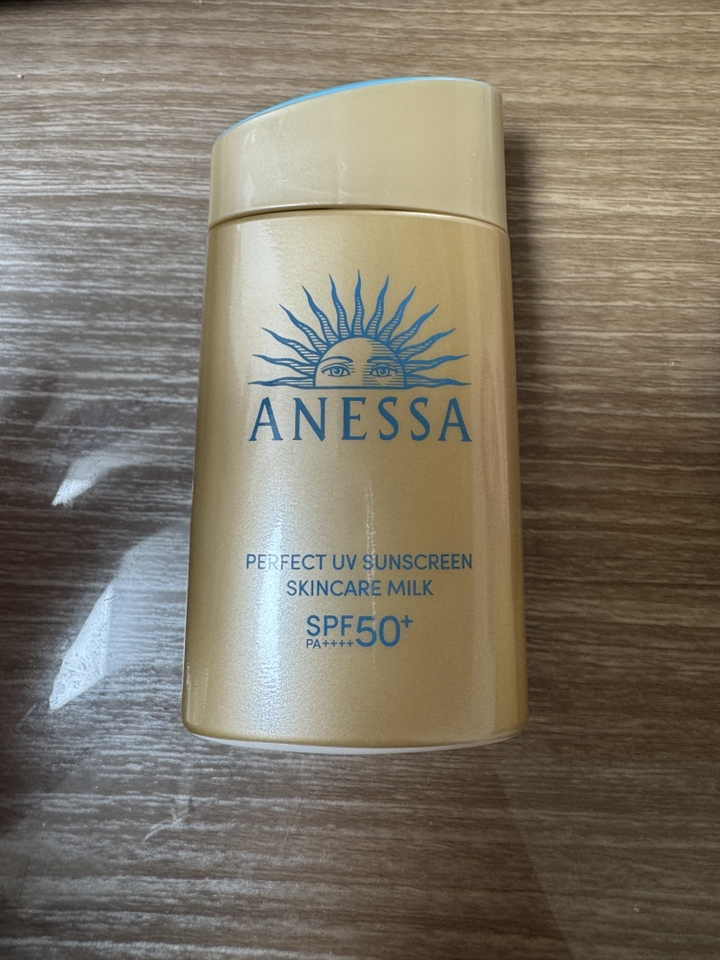 ANESSA
PERFECT UV SUNSCREEN
SKINCARE MILK
SPF50+
PA++++